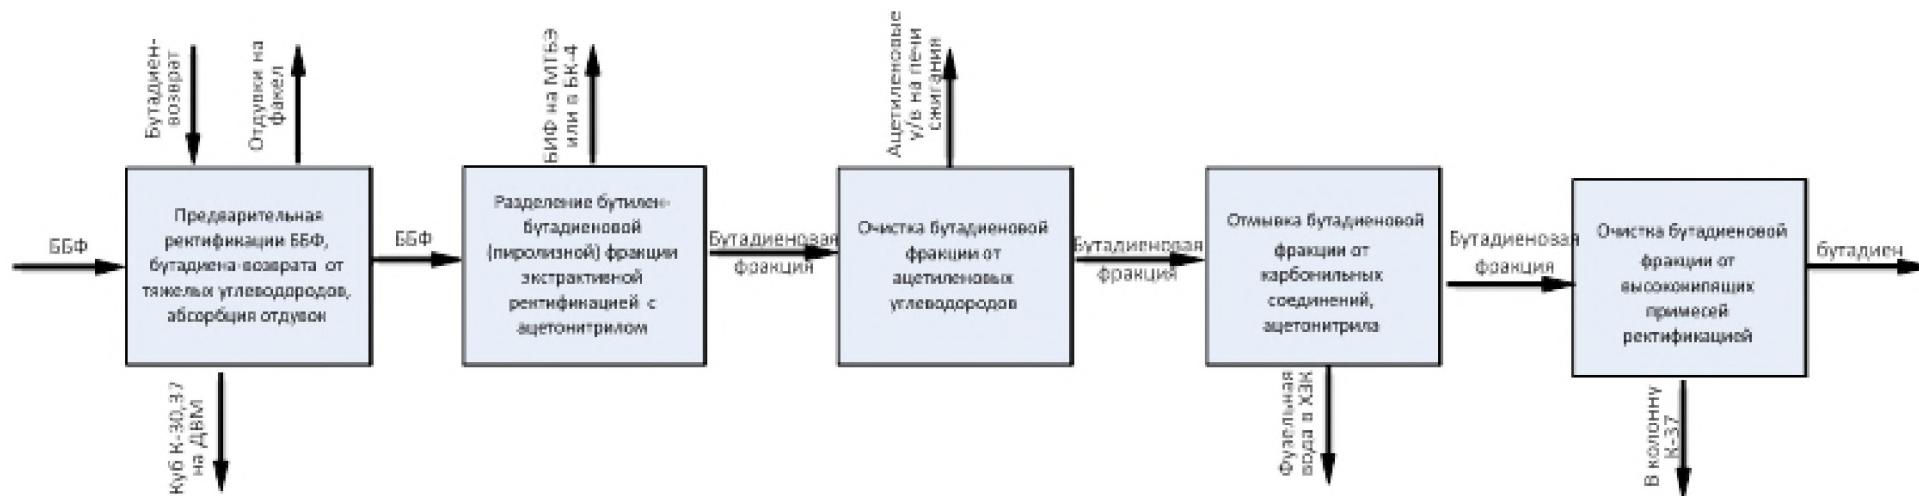 Бутадиен-
возврат
Отдувки на
факел
БИФ на МТБЭ
или в БК-4
Ацетиленовые
у/в на печи
сжигания
ББФ
Предварительная
ректификации ББФ,
бутадиена-возврата от
тяжелых углеводородов,
абсорбция отдувок
ББФ
Разделение бутилен-
бутадиеновой
(пиролизной) фракции
экстрактивной
ректификацией с
ацетонитрилом
Бутадиеновая
фракция
Очистка бутадиеновой
фракции от
ацетиленовых
углеводородов
Бутадиеновая
фракция
Отмывка бутадиеновой
фракции от
карбонильных
соединений,
ацетонитрила
Бутадиеновая
фракция
Очистка бутадиеновой
фракции от
высококипящих
примесей
ректификацией
бутадиен
Куб К-30,37
на ДВМ
Фузельная
вода в ХЗК
В колонну
К-37